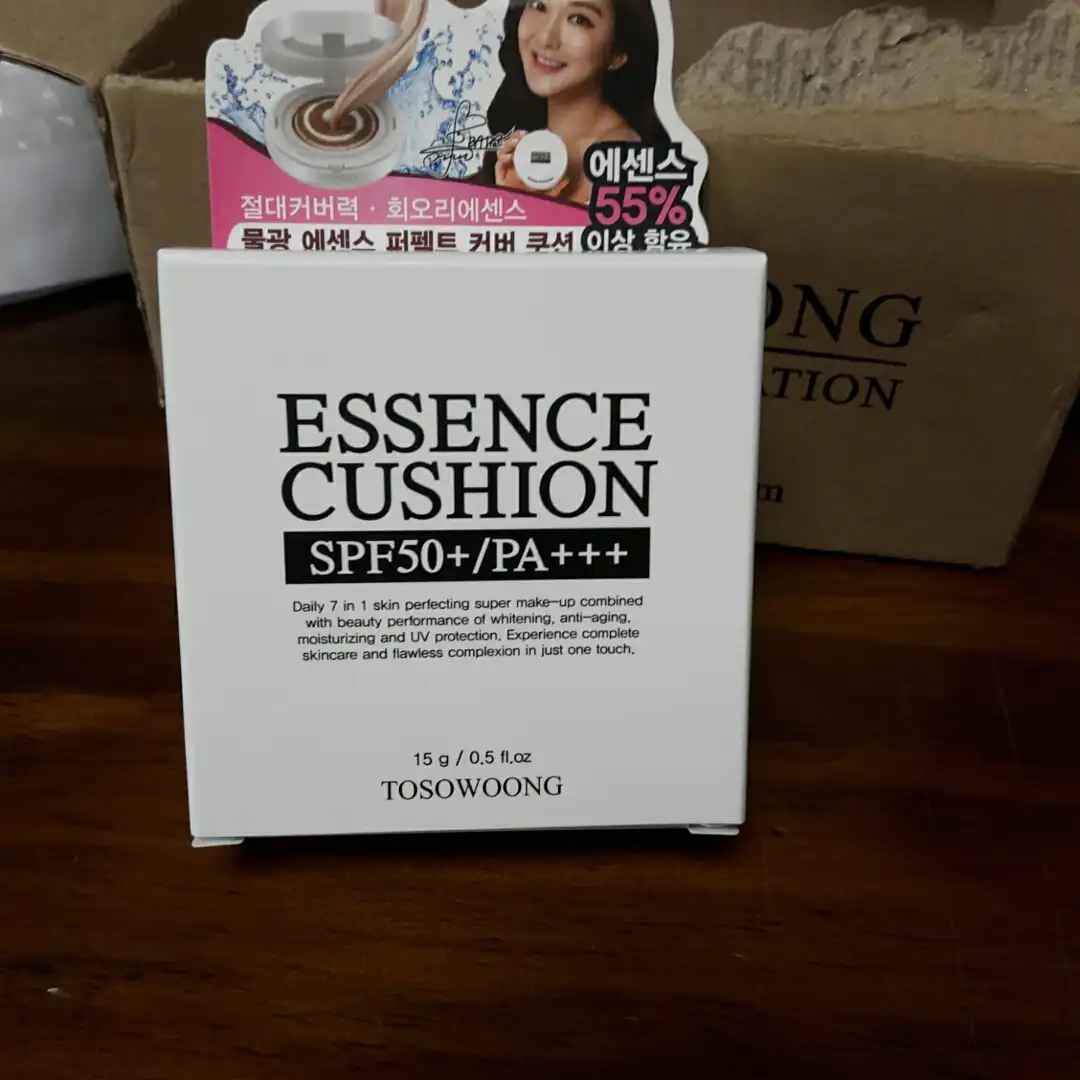 에센스
55%
이상 함유
절대커버력 · 회오리에센스
물광 에센스 퍼펙트 커버 쿠션
ESSENCE
CUSHION
SPF50+/PA+++
Daily 7 in 1 skin perfecting super make-up combined
with beauty performance of whitening, anti-aging,
moisturizing and UV protection. Experience complete
skincare and flawless complexion in just one touch.
15 g / 0.5 fl.oz
TOSOWOONG
ONG
ATION
m